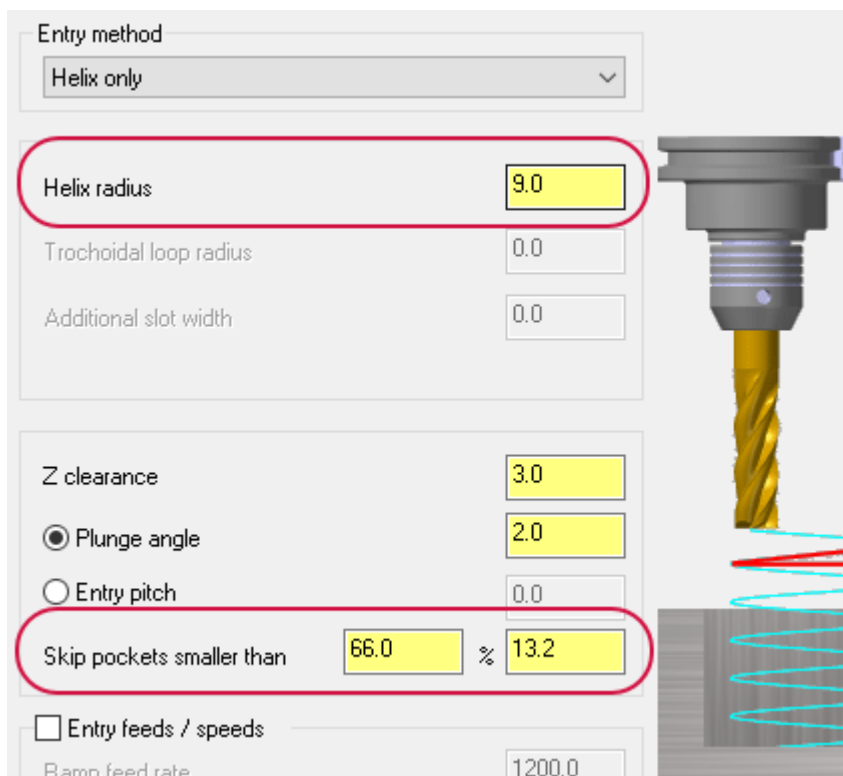 Entry method
Helix only
Helix radius 9.0
Trochoidal loop radius 0.0
Additional slot width 0.0
Z clearance 3.0
Plunge angle 2.0
Entry pitch 0.0
Skip pockets smaller than 66.0 % 13.2
Entry feeds / speeds
Ramp feed rate 1200.0